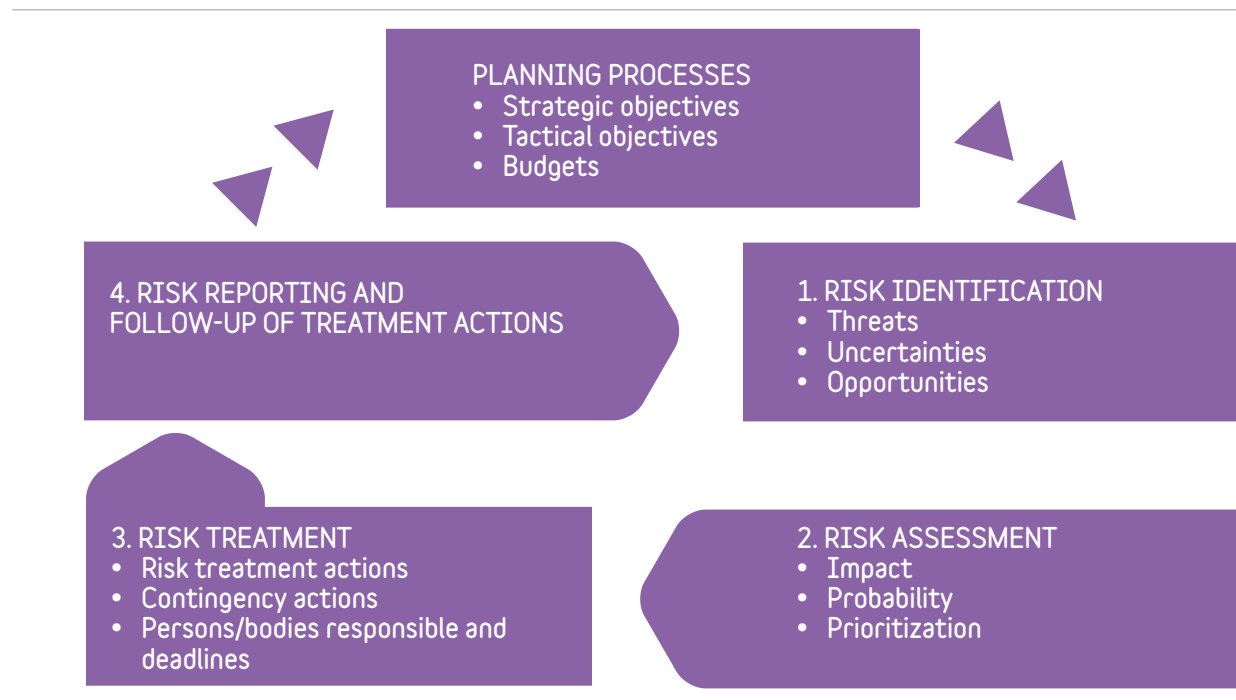 PLANNING PROCESSES
• Strategic objectives
• Tactical objectives
• Budgets
4. RISK REPORTING AND
FOLLOW-UP OF TREATMENT ACTIONS
1. RISK IDENTIFICATION
• Threats
• Uncertainties
• Opportunities
3. RISK TREATMENT
• Risk treatment actions
• Contingency actions
• Persons/bodies responsible and
deadlines
2. RISK ASSESSMENT
• Impact
• Probability
• Prioritization